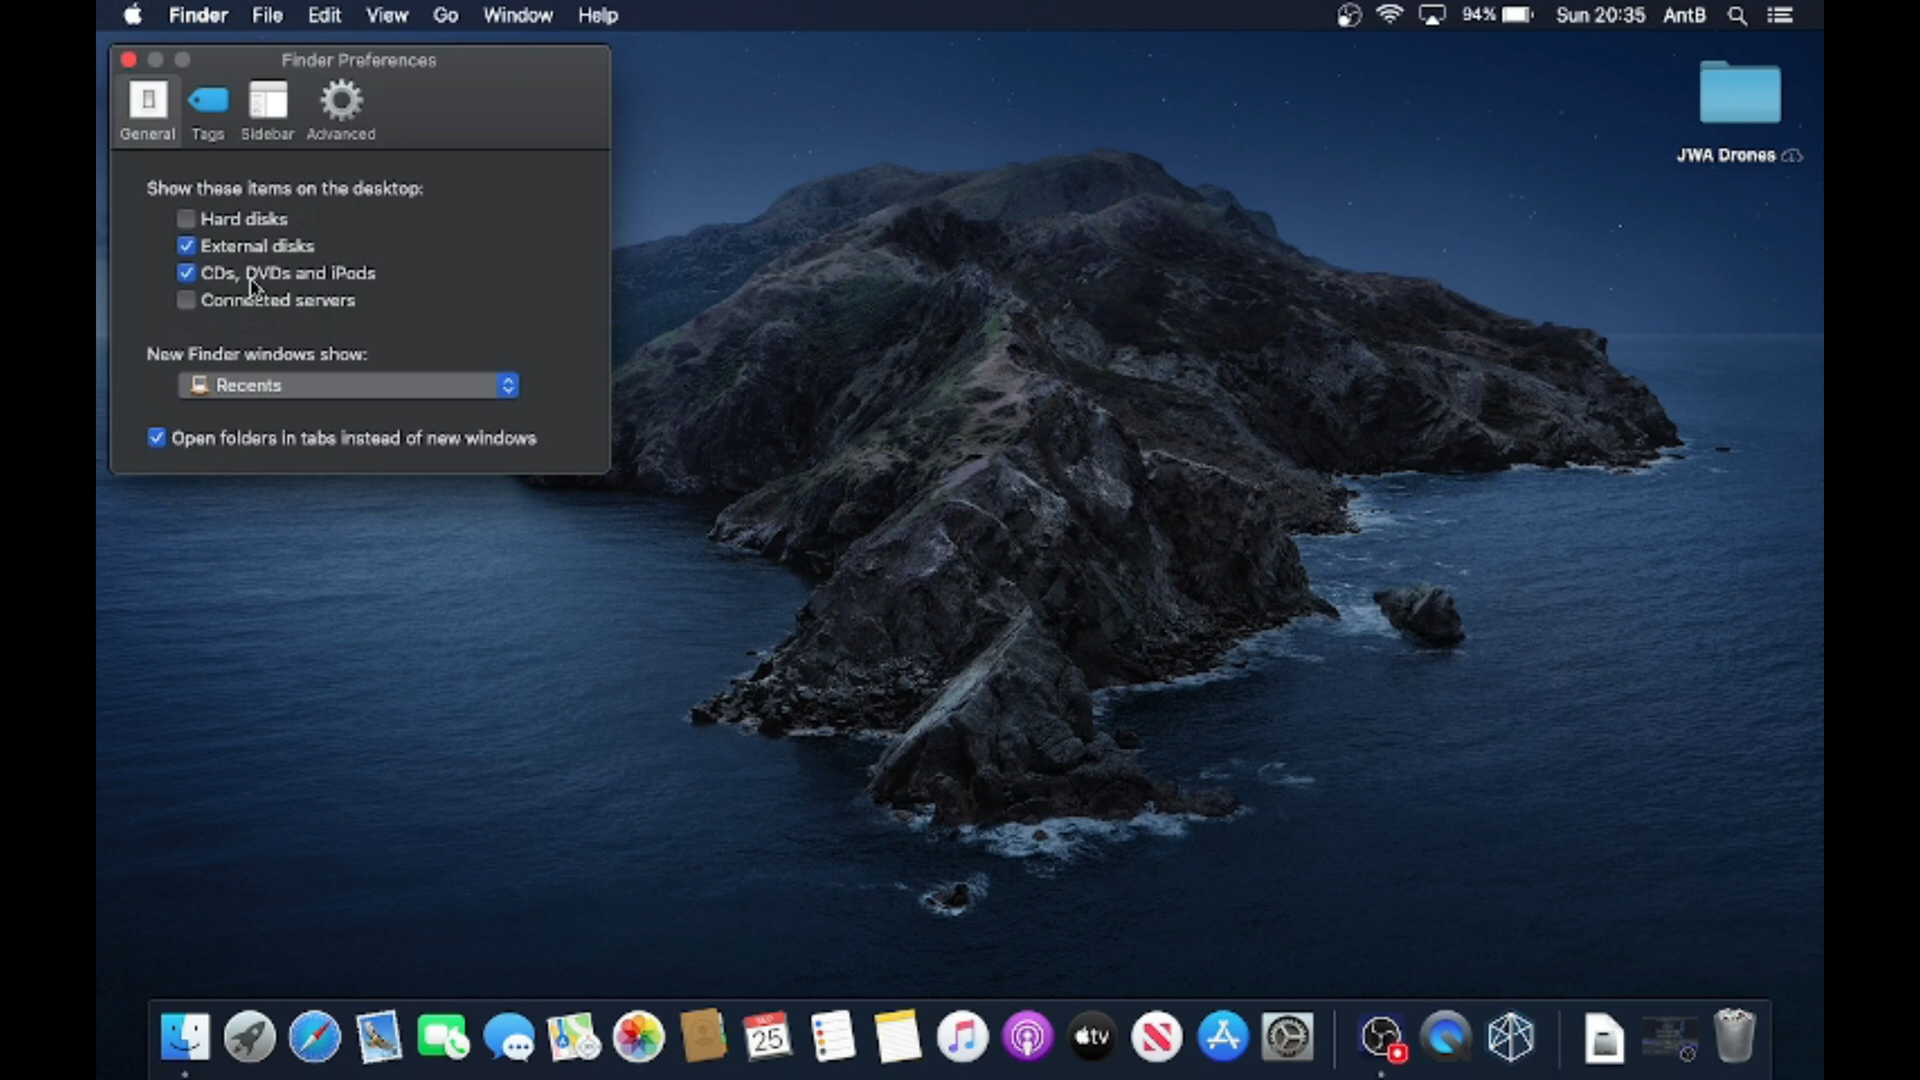 Finder File Edit View Go Window Help 94% Sun 20:35 AntB
Finder Preferences
General Tags Sidebar Advanced
Show these items on the desktop:
Hard disks
External disks
CDs, DVDs and iPods
Connected servers
New Finder windows show:
Recents
Open folders in tabs instead of new windows
JWA Drones
SEP
25
tv